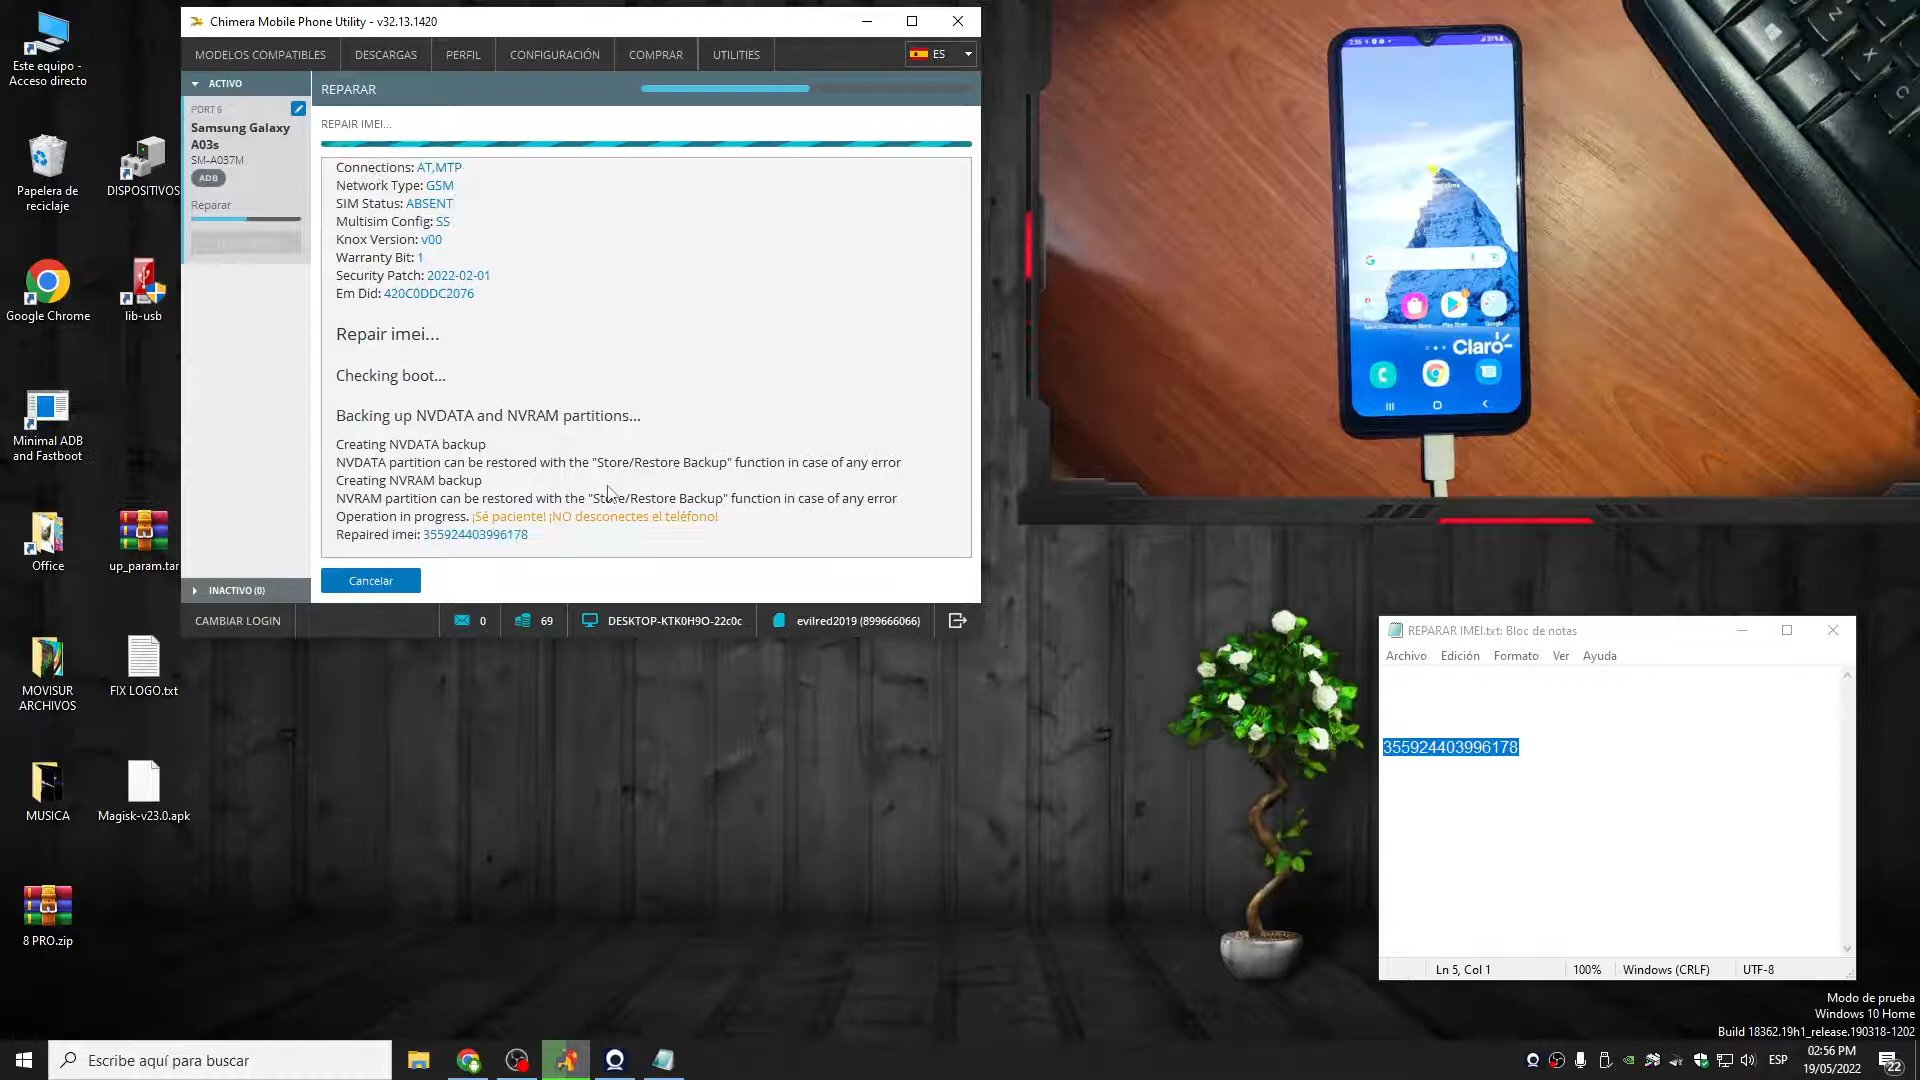 Este equipo -
Acceso directo
Papelera de
reciclaje
DISPOSITIVOS
Google Chrome
lib-usb
Minimal ADB
and Fastboot
Office
up_param.tar
MOVISUR
ARCHIVOS
FIX LOGO.txt
MUSICA
Magisk-v23.0.apk
8 PRO.zip
Chimera Mobile Phone Utility - v32.13.1420
MODELOS COMPATIBLES
DESCARGAS
PERFIL
CONFIGURACIÓN
COMPRAR
UTILITIES
ES
ACTIVO
PORT 6
Samsung Galaxy
A03s
SM-A037M
ADB
Reparar
INACTIVO (0)
REPARAR
REPAIR IMEI...
Connections: AT,MTP
Network Type: GSM
SIM Status: ABSENT
Multisim Config: SS
Knox Version: v00
Warranty Bit: 1
Security Patch: 2022-02-01
Em Did: 420C0DDC2076
Repair imei...
Checking boot...
Backing up NVDATA and NVRAM partitions...
Creating NVDATA backup
NVDATA partition can be restored with the "Store/Restore Backup" function in case of any error
Creating NVRAM backup
NVRAM partition can be restored with the "Store/Restore Backup" function in case of any error
Operation in progress. ¡Sé paciente! ¡NO desconectes el teléfono!
Repaired imei: 355924403996178
Cancelar
CAMBIAR LOGIN
0
69
DESKTOP-KTK0H9O-22c0c
evilred2019 (899666066)
2:56
31%
Play Store
Google
Claro
REPARAR IMEI.txt: Bloc de notas
Archivo
Edición
Formato
Ver
Ayuda
355924403996178
Ln 5, Col 1
100%
Windows (CRLF)
UTF-8
Modo de prueba
Windows 10 Home
Build 18362.19h1_release.190318-1202
Escribe aquí para buscar
ESP
02:56 PM
19/05/2022
22